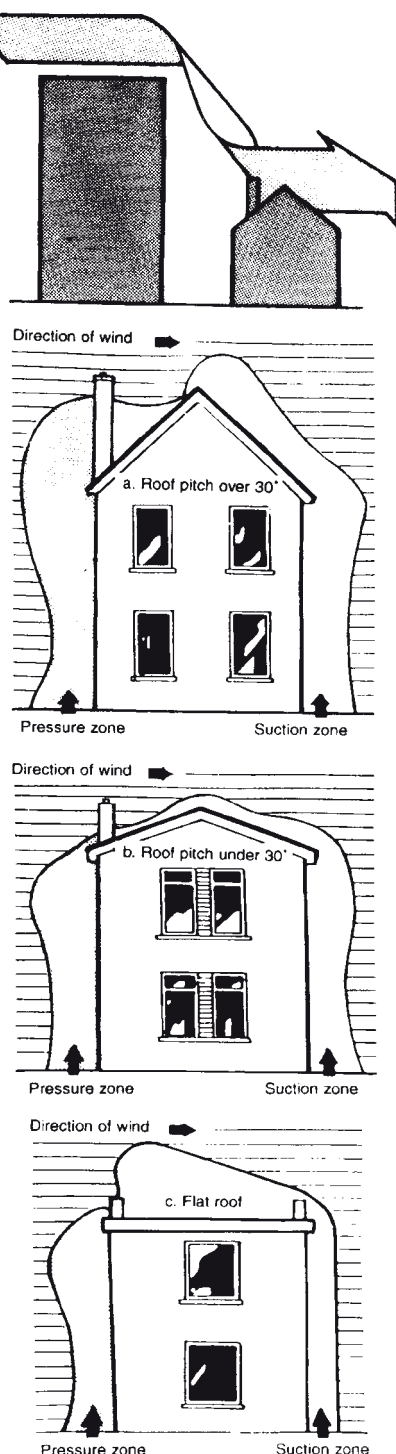 Direction of wind
a. Roof pitch over 30°
Pressure zone Suction zone
Direction of wind
b. Roof pitch under 30°
Pressure zone Suction zone
Direction of wind
c. Flat roof
Pressure zone Suction zone